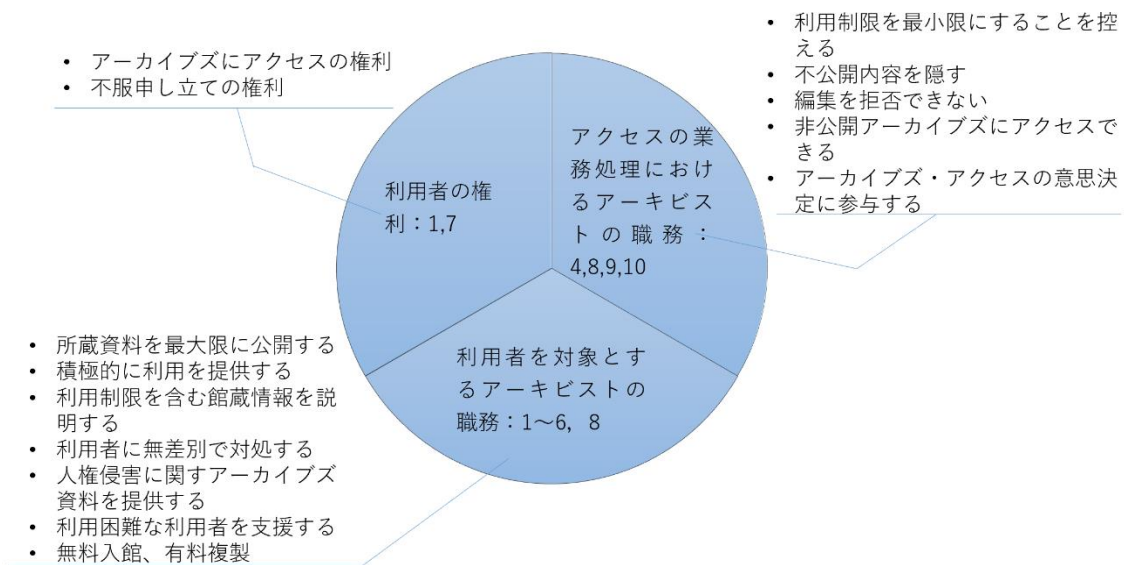 • アーカイブズにアクセスの権利
• 不服申し立ての権利
• 利用制限を最小限にすることを控
える
• 不公開内容を隠す
• 編集を拒否できない
• 非公開アーカイブズにアクセスで
きる
• アーカイブズ・アクセスの意思決
定に参与する
利用者の権
利：1,7
アクセスの業
務処理におけ
るアーキビス
トの職務：
4,8,9,10
利用者を対象とす
るアーキビストの
職務：1～6，8
• 所蔵資料を最大限に公開する
• 積極的に利用を提供する
• 利用制限を含む館蔵情報を説
明する
• 利用者に無差別で対処する
• 人権侵害に関すアーカイブズ
資料を提供する
• 利用困難な利用者を支援する
• 無料入館、有料複製